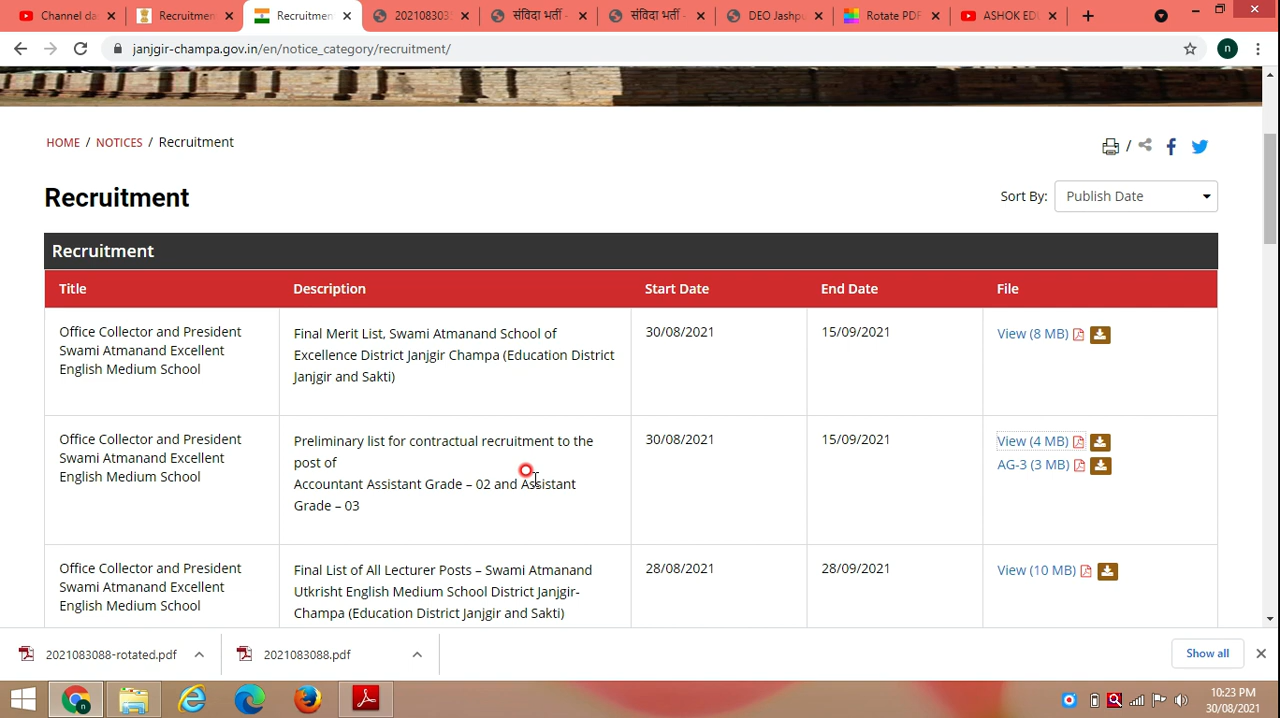 Channel da
Recruitmen
Recruitmen
202108303
संविदा भर्ती -
संविदा भर्ती -
DEO Jashpu
Rotate PDF
ASHOK ED
janjgir-champa.gov.in/en/notice_category/recruitment/
n
HOME / NOTICES / Recruitment
Recruitment
Sort By: Publish Date
Recruitment
Title Description Start Date End Date File
Office Collector and President
Swami Atmanand Excellent
English Medium School
Final Merit List, Swami Atmanand School of
Excellence District Janjgir Champa (Education District
Janjgir and Sakti)
30/08/2021
15/09/2021
View (8 MB)
Office Collector and President
Swami Atmanand Excellent
English Medium School
Preliminary list for contractual recruitment to the
post of
Accountant Assistant Grade – 02 and Assistant
Grade – 03
30/08/2021
15/09/2021
View (4 MB)
AG-3 (3 MB)
Office Collector and President
Swami Atmanand Excellent
English Medium School
Final List of All Lecturer Posts – Swami Atmanand
Utkrisht English Medium School District Janjgir-
Champa (Education District Janjgir and Sakti)
28/08/2021
28/09/2021
View (10 MB)
2021083088-rotated.pdf
2021083088.pdf
Show all
10:23 PM
30/08/2021